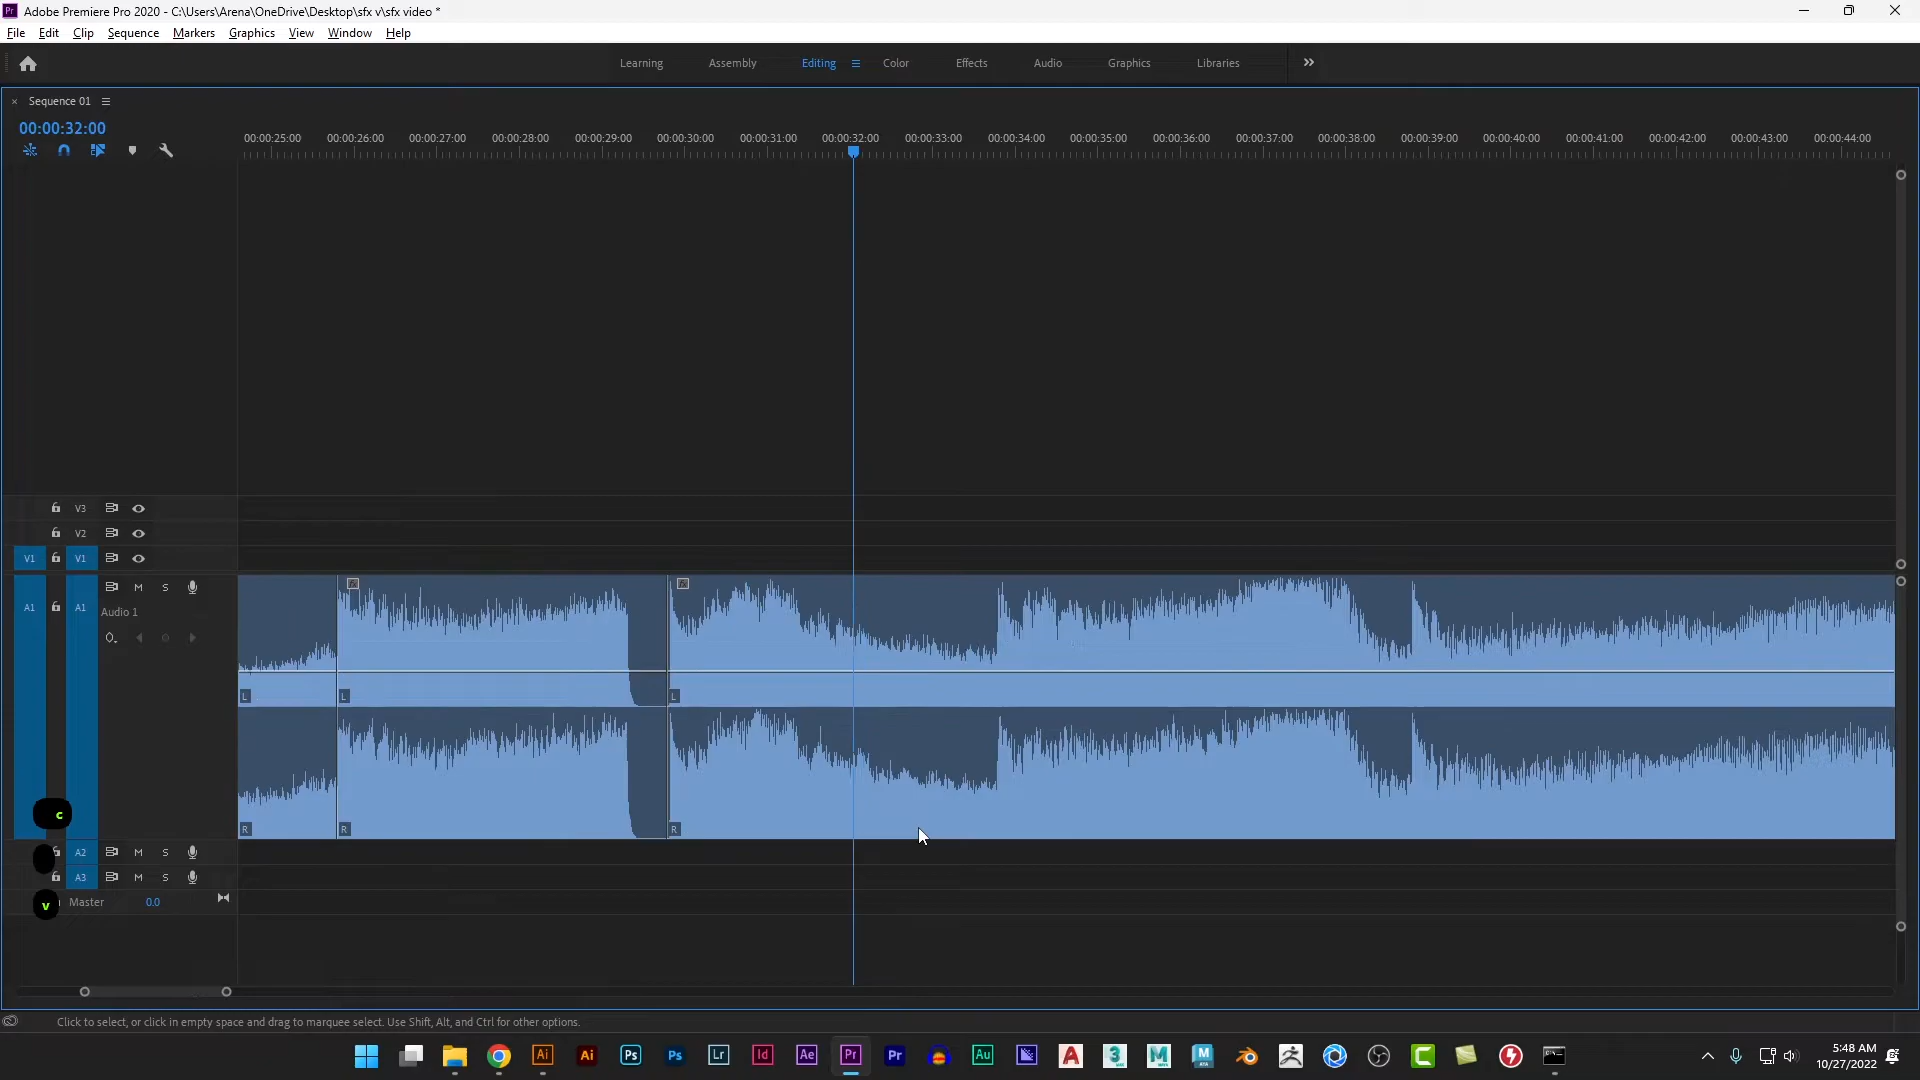 Pr Adobe Premiere Pro 2020 - C:\Users\Arena\OneDrive\Desktop\sfx v\sfx video *
File Edit Clip Sequence Markers Graphics View Window Help
Learning Assembly Editing Color Effects Audio Graphics Libraries
× Sequence 01
00:00:32:00
00:00:25:00 00:00:26:00 00:00:27:00 00:00:28:00 00:00:29:00 00:00:30:00 00:00:31:00 00:00:32:00 00:00:33:00 00:00:34:00 00:00:35:00 00:00:36:00 00:00:37:00 00:00:38:00 00:00:39:00 00:00:40:00 00:00:41:00 00:00:42:00 00:00:43:00 00:00:44:00
V3
V2
V1 V1
M S
fx fx
A1 A1 Audio 1
L L L
c
R R R
A2 M S
A3 M S
v Master 0.0
Click to select, or click in empty space and drag to marquee select. Use Shift, Alt, and Ctrl for other options.
Ai Ai Ps Ps Lr Id Ae Pr Pr Au A 3 M M C
5:48 AM
10/27/2022